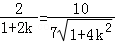 2/(1+2k) = 10/(7√(1+4k²))